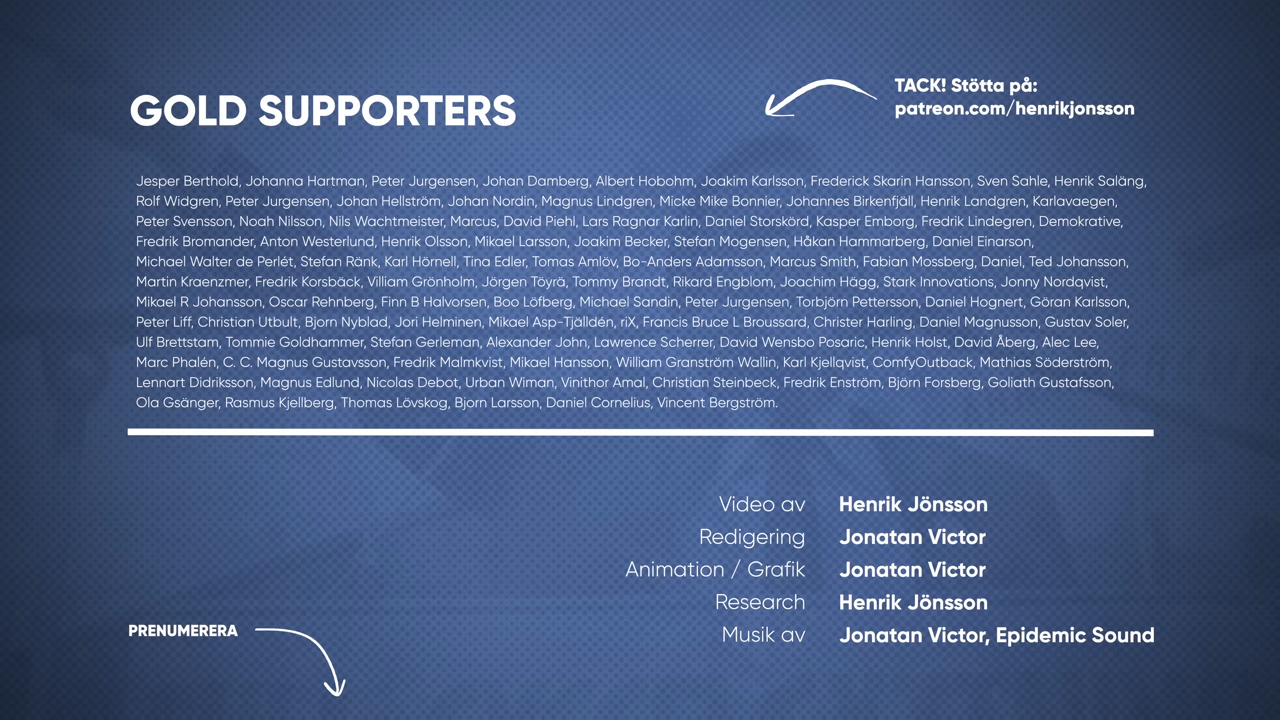 GOLD SUPPORTERS
TACK! Stötta på:
patreon.com/henrikjonsson
Jesper Berthold, Johanna Hartman, Peter Jurgensen, Johan Damberg, Albert Hobohm, Joakim Karlsson, Frederick Skarin Hansson, Sven Sahle, Henrik Saläng,
Rolf Widgren, Peter Jurgensen, Johan Hellström, Johan Nordin, Magnus Lindgren, Micke Mike Bonnier, Johannes Birkenfjäll, Henrik Landgren, Karlavaegen,
Peter Svensson, Noah Nilsson, Nils Wachtmeister, Marcus, David Piehl, Lars Ragnar Karlin, Daniel Storskörd, Kasper Emborg, Fredrik Lindegren, Demokrative,
Fredrik Bromander, Anton Westerlund, Henrik Olsson, Mikael Larsson, Joakim Becker, Stefan Mogensen, Håkan Hammarberg, Daniel Einarson,
Michael Walter de Perlét, Stefan Ränk, Karl Hörnell, Tina Edler, Tomas Amlöv, Bo-Anders Adamsson, Marcus Smith, Fabian Mossberg, Daniel, Ted Johansson,
Martin Kraenzmer, Fredrik Korsbäck, Villiam Grönholm, Jörgen Töyrä, Tommy Brandt, Rikard Engblom, Joachim Hägg, Stark Innovations, Jonny Nordqvist,
Mikael R Johansson, Oscar Rehnberg, Finn B Halvorsen, Boo Löfberg, Michael Sandin, Peter Jurgensen, Torbjörn Pettersson, Daniel Hognert, Göran Karlsson,
Peter Liff, Christian Utbult, Bjorn Nyblad, Jori Helminen, Mikael Asp-Tjälldén, riX, Francis Bruce L Broussard, Christer Harling, Daniel Magnusson, Gustav Soler,
Ulf Brettstam, Tommie Goldhammer, Stefan Gerleman, Alexander John, Lawrence Scherrer, David Wensbo Posaric, Henrik Holst, David Åberg, Alec Lee,
Marc Phalén, C. C. Magnus Gustavsson, Fredrik Malmkvist, Mikael Hansson, William Granström Wallin, Karl Kjellqvist, ComfyOutback, Mathias Söderström,
Lennart Didriksson, Magnus Edlund, Nicolas Debot, Urban Wiman, Vinithor Amal, Christian Steinbeck, Fredrik Enström, Björn Forsberg, Goliath Gustafsson,
Ola Gsänger, Rasmus Kjellberg, Thomas Lövskog, Bjorn Larsson, Daniel Cornelius, Vincent Bergström.
Video av Henrik Jönsson
Redigering Jonatan Victor
Animation / Grafik Jonatan Victor
Research Henrik Jönsson
Musik av Jonatan Victor, Epidemic Sound
PRENUMERERA